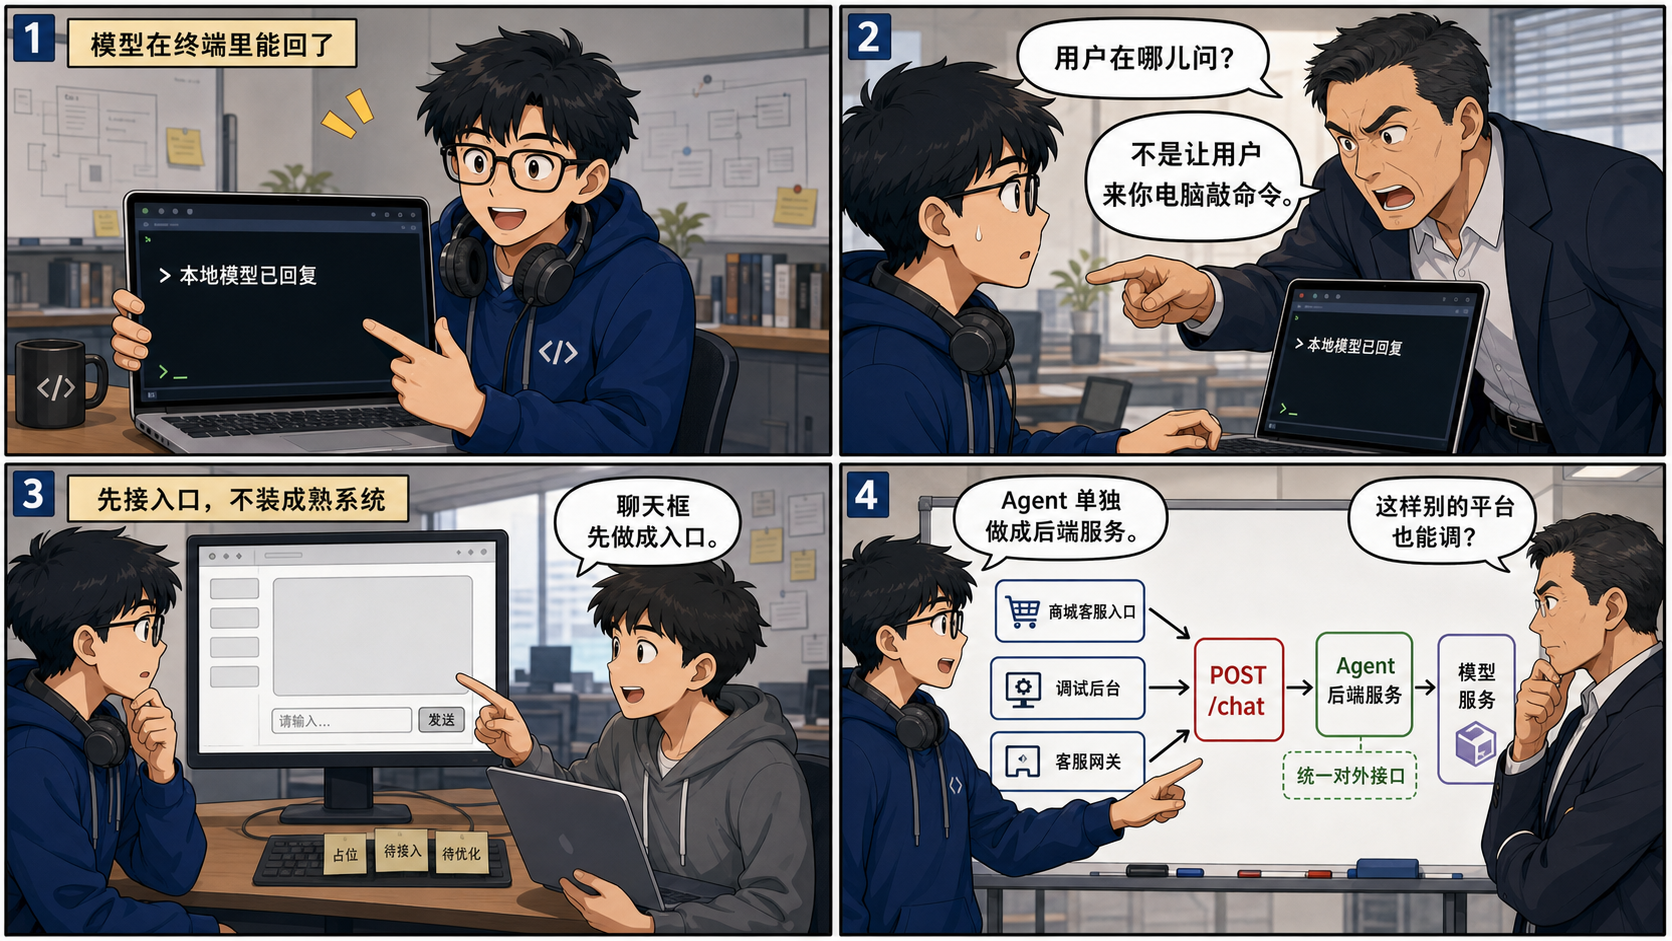 1
模型在终端里能回了
> 本地模型已回复
>_
</>
</>
2
用户在哪儿问？
不是让用户
来你电脑敲命令。
> 本地模型已回复
>_
3
先接入口，不装成熟系统
聊天框
先做成入口。
请输入...
发送
占位
待接入
待优化
4
Agent 单独
做成后端服务。
这样别的平台
也能调？
商城客服入口
调试后台
客服网关
POST
/chat
Agent
后端服务
模型
服务
统一对外接口